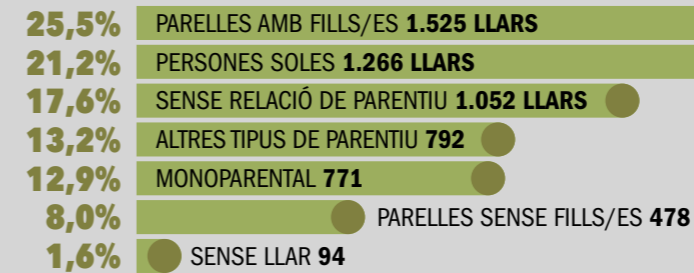 25,5% PARELLES AMB FILLS/ES 1.525 LLARS
21,2% PERSONES SOLES 1.266 LLARS
17,6% SENSE RELACIÓ DE PARENTIU 1.052 LLARS
13,2% ALTRES TIPUS DE PARENTIU 792
12,9% MONOPARENTAL 771
8,0% PARELLES SENSE FILLS/ES 478
1,6% SENSE LLAR 94